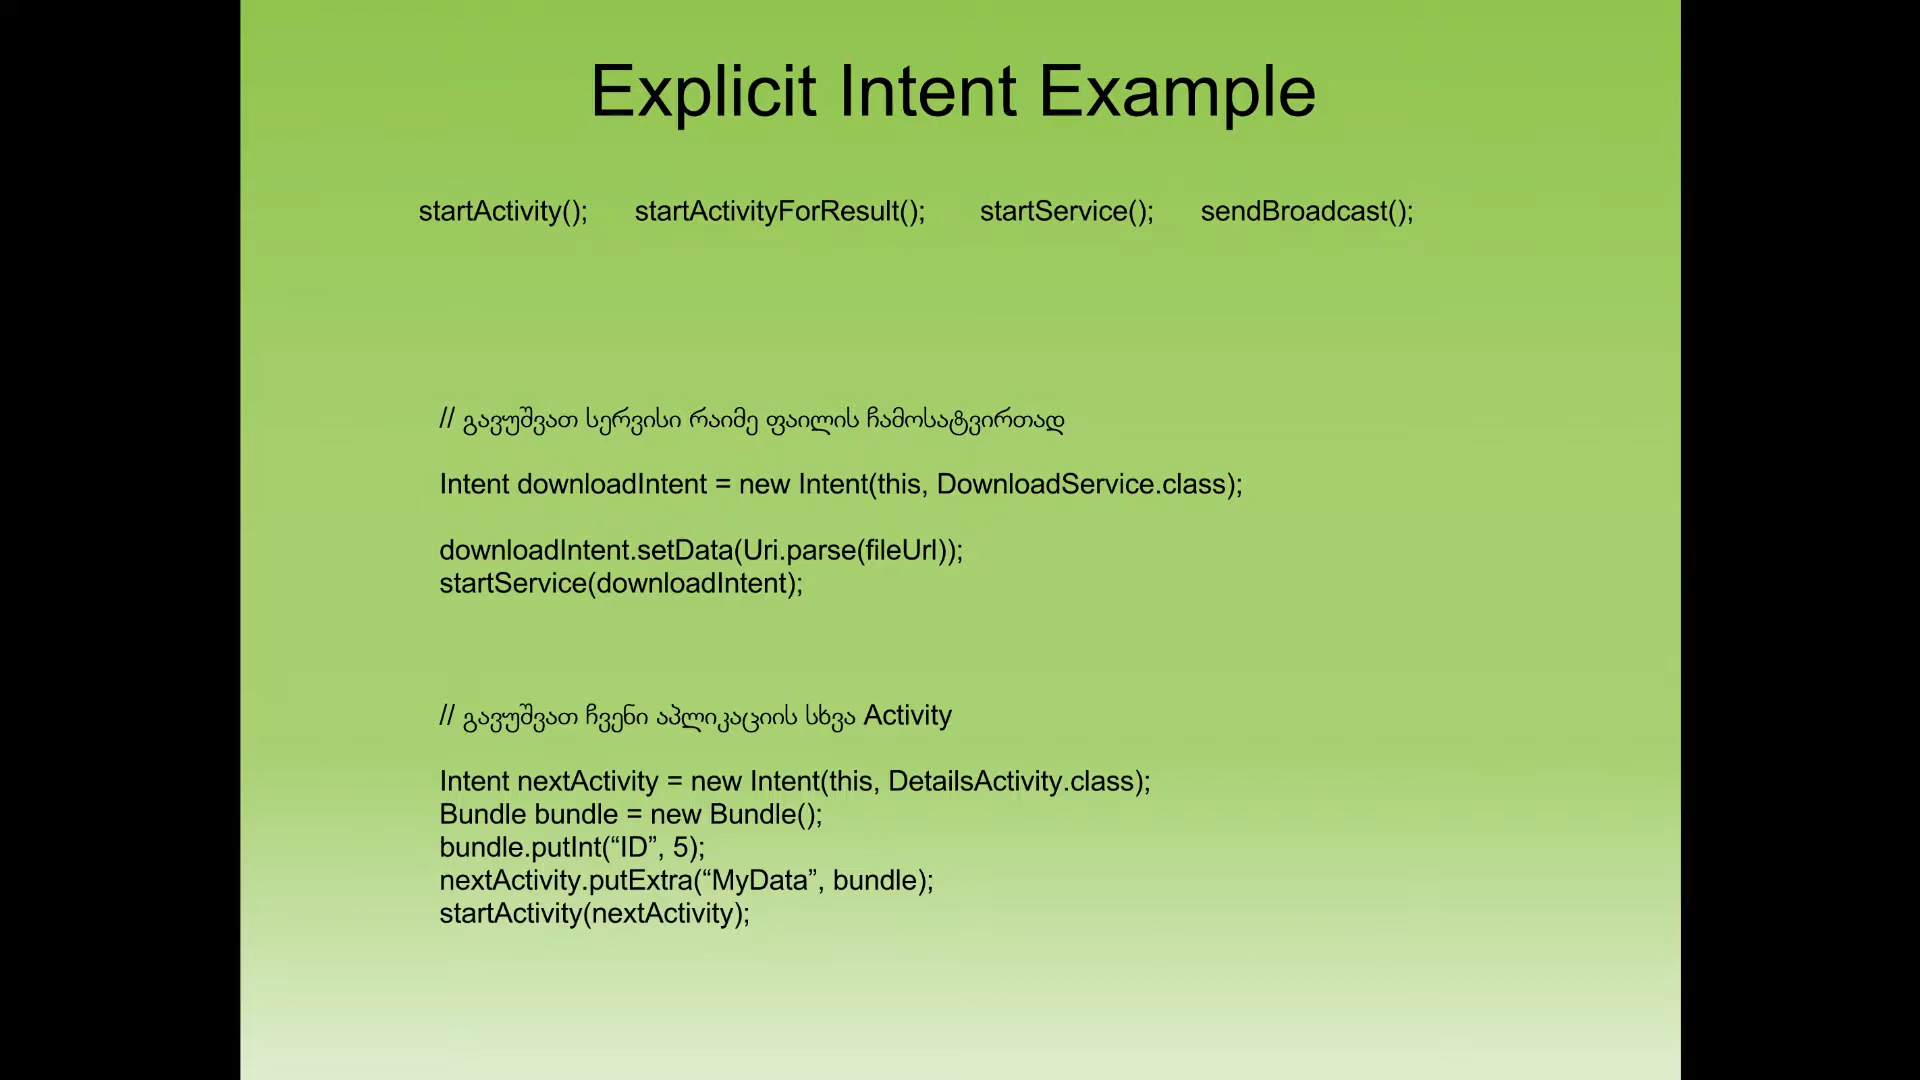 Explicit Intent Example
startActivity(); startActivityForResult(); startService(); sendBroadcast();
// გავუშვათ სერვისი რაიმე ფაილის ჩამოსატვირთად
Intent downloadIntent = new Intent(this, DownloadService.class);
downloadIntent.setData(Uri.parse(fileUrl));
startService(downloadIntent);
// გავუშვათ ჩვენი აპლიკაციის სხვა Activity
Intent nextActivity = new Intent(this, DetailsActivity.class);
Bundle bundle = new Bundle();
bundle.putInt(“ID”, 5);
nextActivity.putExtra(“MyData”, bundle);
startActivity(nextActivity);